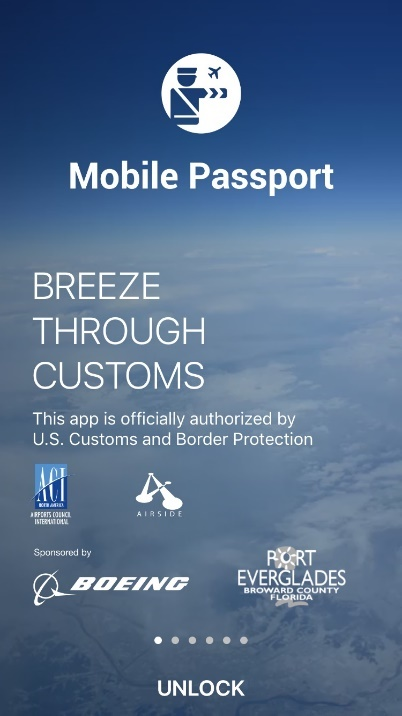 Mobile Passport
BREEZE
THROUGH
CUSTOMS
This app is officially authorized by
U.S. Customs and Border Protection
ACI
NORTH AMERICA
AIRPORTS COUNCIL
INTERNATIONAL
AIRSIDE
Sponsored by
BOEING
PORT
EVERGLADES
BROWARD COUNTY
FLORIDA
UNLOCK